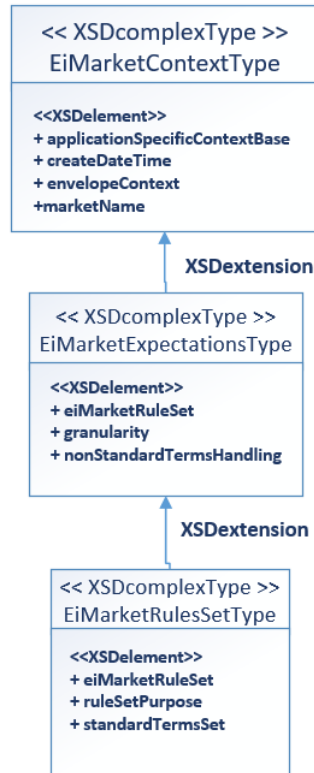 << XSDcomplexType >>
EiMarketContextType
<<XSDelement>>
+ applicationSpecificContextBase
+ createDateTime
+ envelopeContext
+marketName
XSDextension
<< XSDcomplexType >>
EiMarketExpectationsType
<<XSDelement>>
+ eiMarketRuleSet
+ granularity
+ nonStandardTermsHandling
XSDextension
<< XSDcomplexType >>
EiMarketRulesSetType
<<XSDelement>>
+ eiMarketRuleSet
+ ruleSetPurpose
+ standardTermsSet